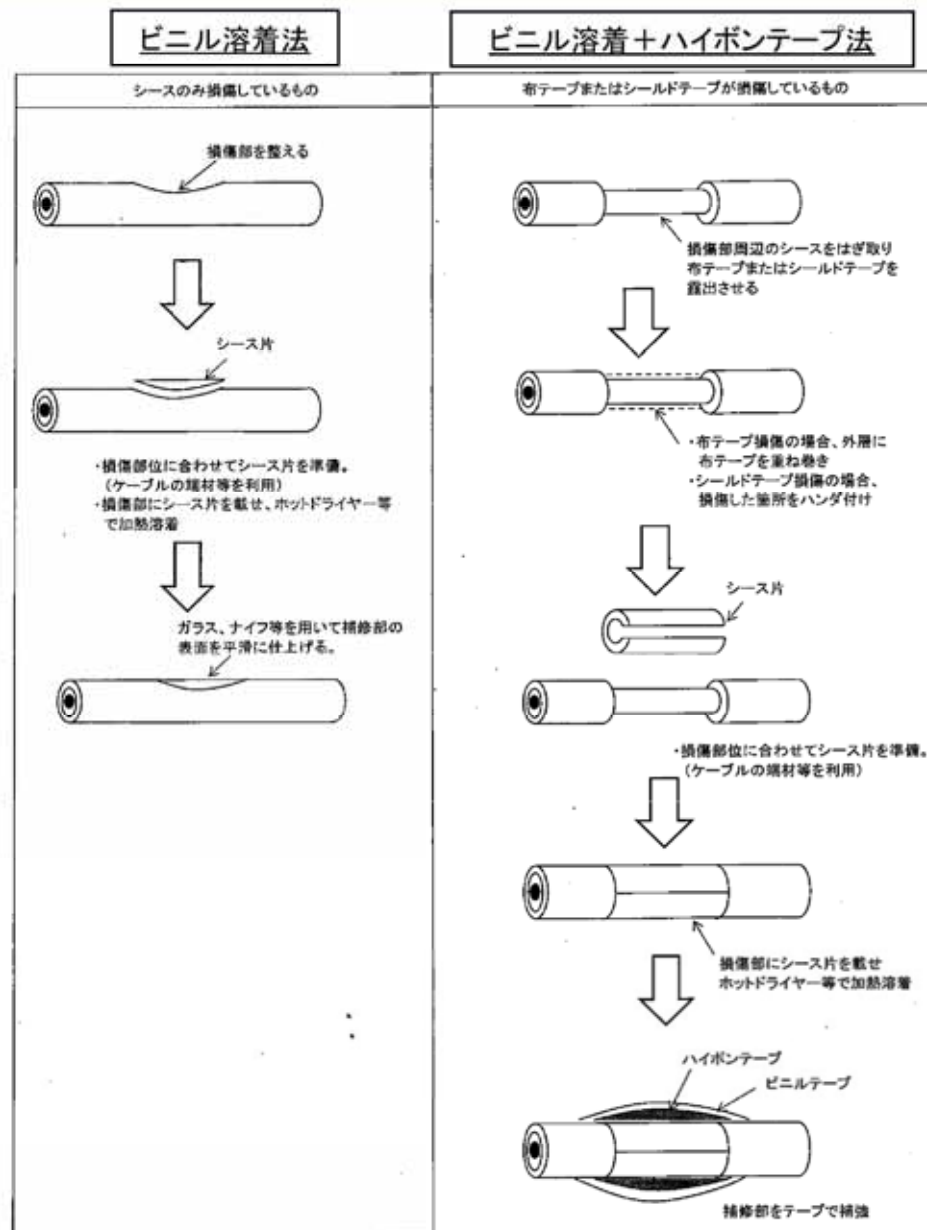 ビニル溶着法
シースのみ損傷しているもの
損傷部を整える
シース片
・損傷部位に合わせてシース片を準備。
(ケーブルの端材等を利用)
・損傷部にシース片を載せ、ホットドライヤー等
で加熱溶着
ガラス、ナイフ等を用いて補修部の
表面を平滑に仕上げる。
ビニル溶着+ハイボンテープ法
布テープまたはシールドテープが損傷しているもの
損傷部周辺のシースをはぎ取り
布テープまたはシールドテープを
露出させる
・布テープ損傷の場合、外層に
布テープを重ね巻き
・シールドテープ損傷の場合、
損傷した箇所をハンダ付け
シース片
・損傷部位に合わせてシース片を準備。
(ケーブルの端材等を利用)
損傷部にシース片を載せ
ホットドライヤー等で加熱溶着
ハイボンテープ
ビニルテープ
補修部をテープで補強